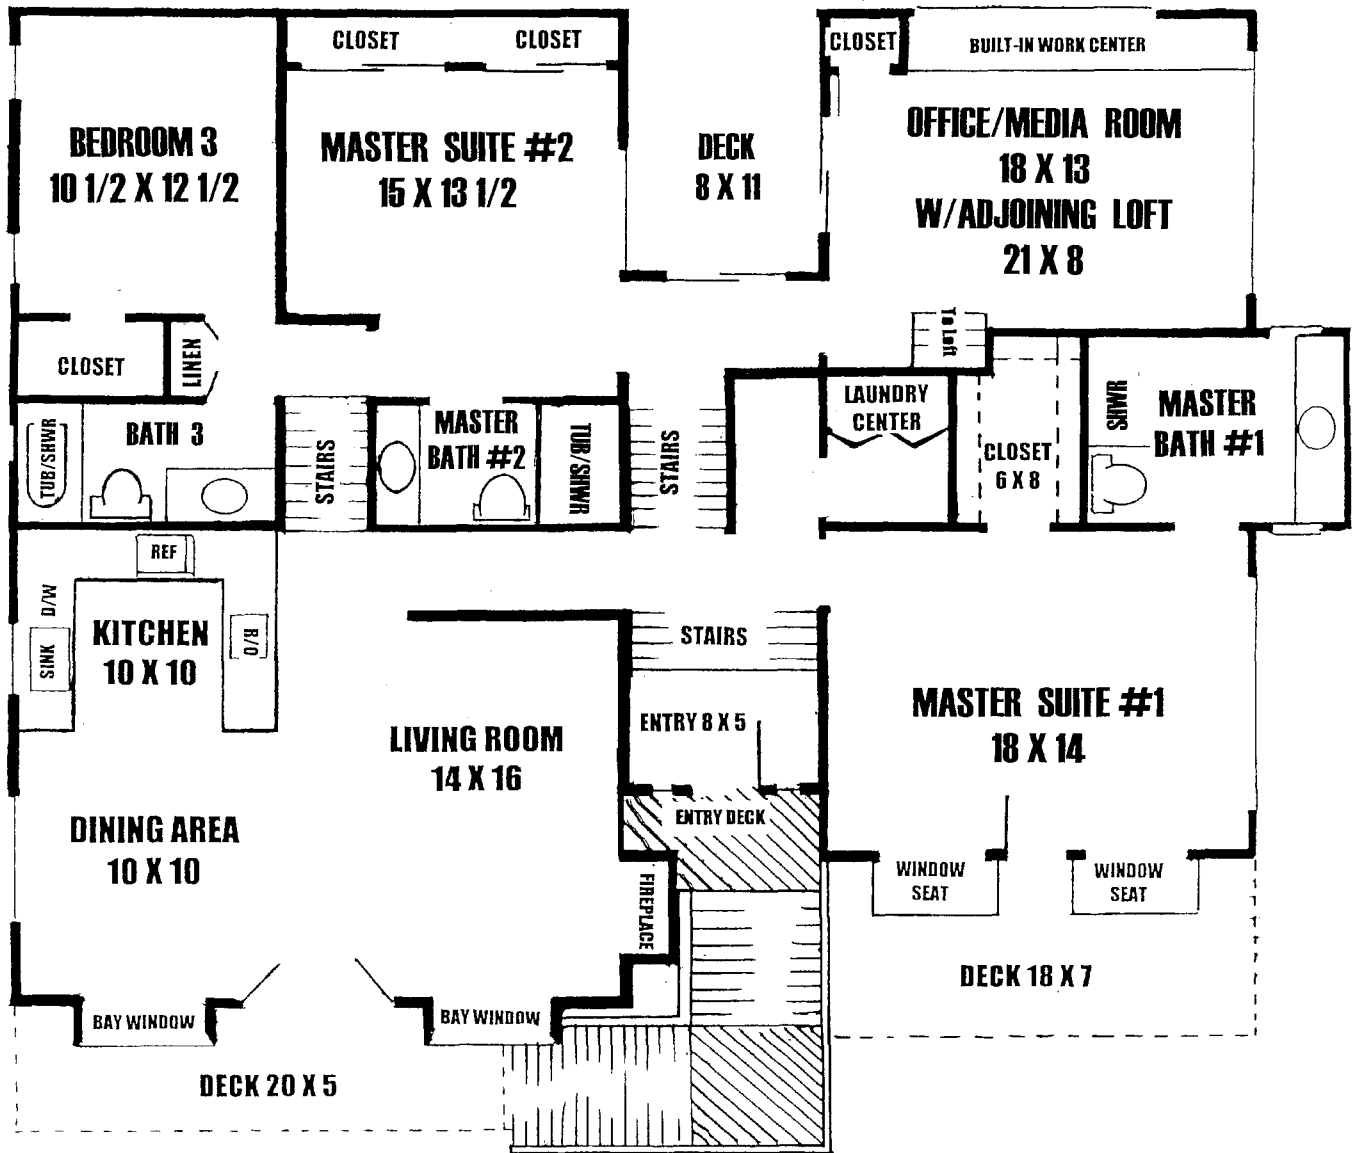 CLOSET
CLOSET
CLOSET
BUILT-IN WORK CENTER
BEDROOM 3
10 1/2 X 12 1/2
MASTER SUITE #2
15 X 13 1/2
DECK
8 X 11
OFFICE/MEDIA ROOM
18 X 13
W/ADJOINING LOFT
21 X 8
To Loft
CLOSET
LINEN
BATH 3
TUB/SHWR
STAIRS
MASTER
BATH #2
TUB/SHWR
STAIRS
LAUNDRY
CENTER
CLOSET
6 X 8
SHWR
MASTER
BATH #1
REF
D/W
SINK
KITCHEN
10 X 10
R/O
STAIRS
ENTRY 8 X 5
MASTER SUITE #1
18 X 14
LIVING ROOM
14 X 16
DINING AREA
10 X 10
ENTRY DECK
FIREPLACE
WINDOW
SEAT
WINDOW
SEAT
DECK 18 X 7
BAY WINDOW
BAY WINDOW
DECK 20 X 5